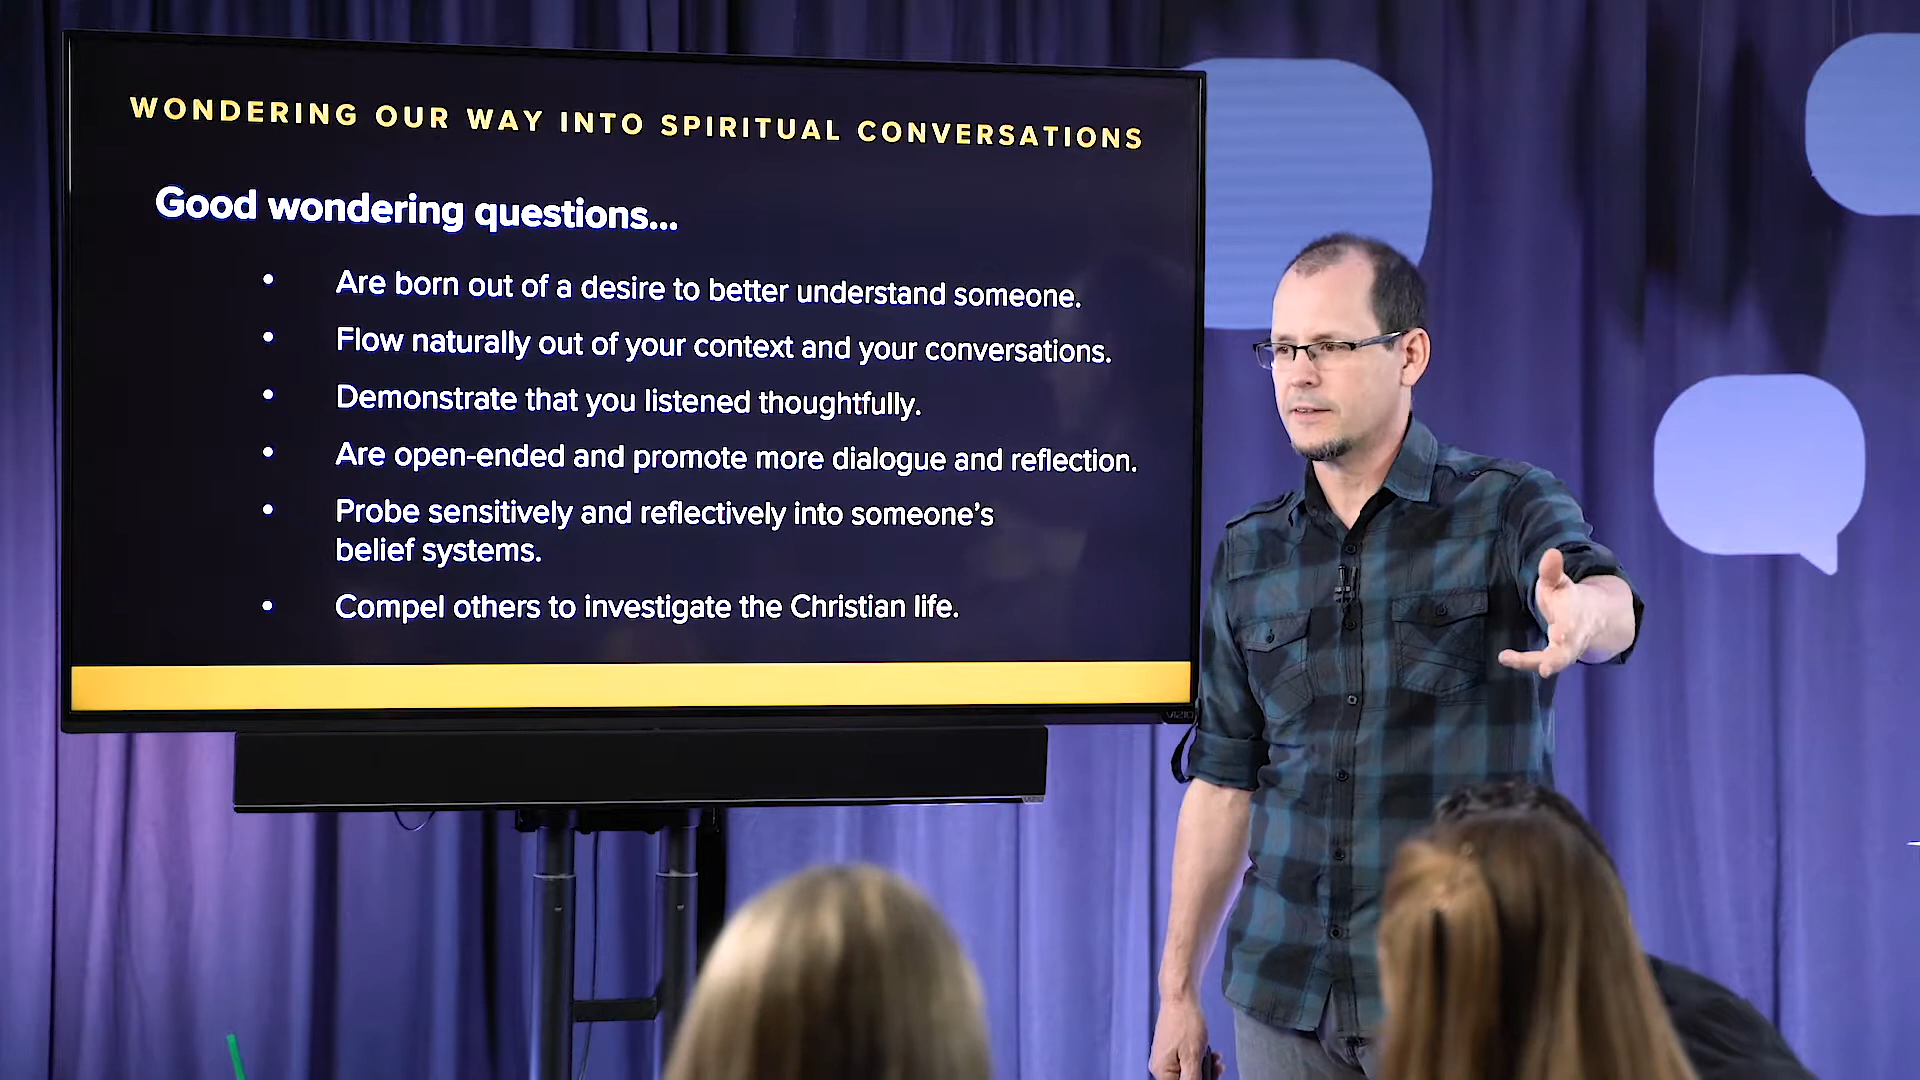 WONDERING OUR WAY INTO SPIRITUAL CONVERSATIONS
Good wondering questions...
• Are born out of a desire to better understand someone.
• Flow naturally out of your context and your conversations.
• Demonstrate that you listened thoughtfully.
• Are open-ended and promote more dialogue and reflection.
• Probe sensitively and reflectively into someone’s
belief systems.
• Compel others to investigate the Christian life.
VIZIO